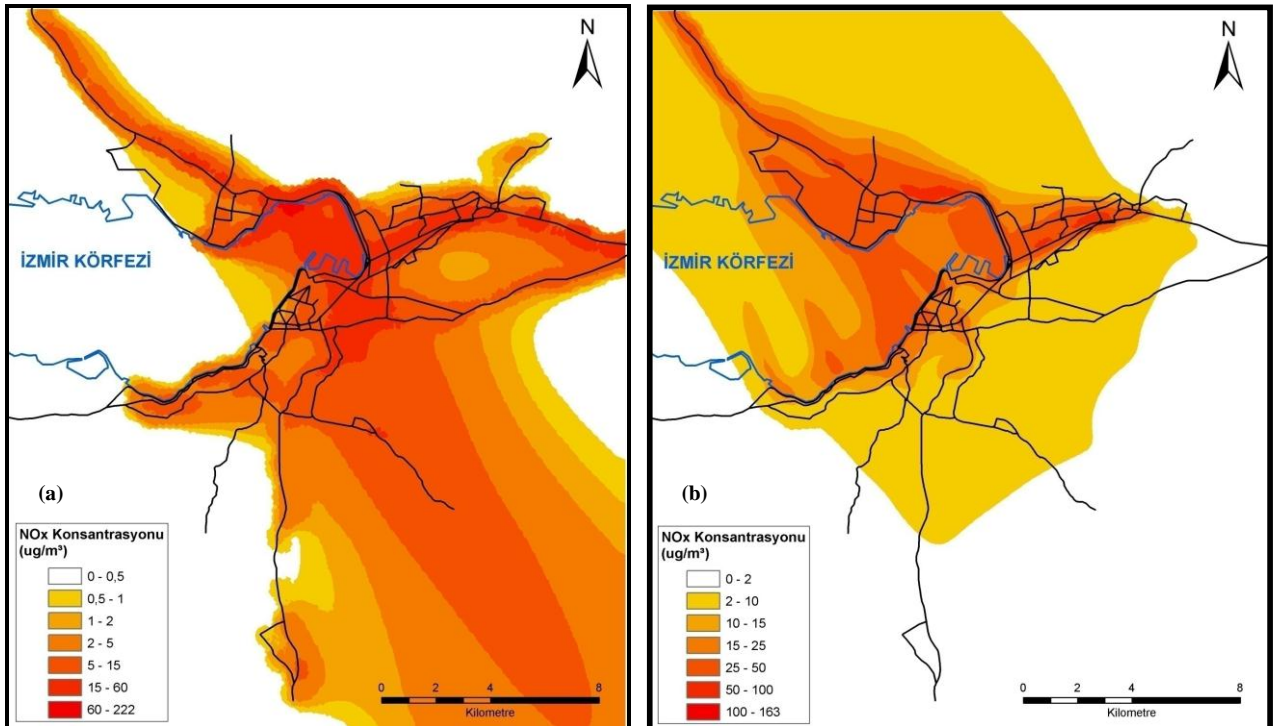 N
İZMİR KÖRFEZİ
(a)
NOx Konsantrasyonu
(ug/m³)
0 - 0,5
0,5 - 1
1 - 2
2 - 5
5 - 15
15 - 60
60 - 222
0 2 4 8
Kilometre
N
İZMİR KÖRFEZİ
(b)
NOx Konsantrasyonu
(ug/m³)
0 - 2
2 - 10
10 - 15
15 - 25
25 - 50
50 - 100
100 - 163
0 2 4 8
Kilometre